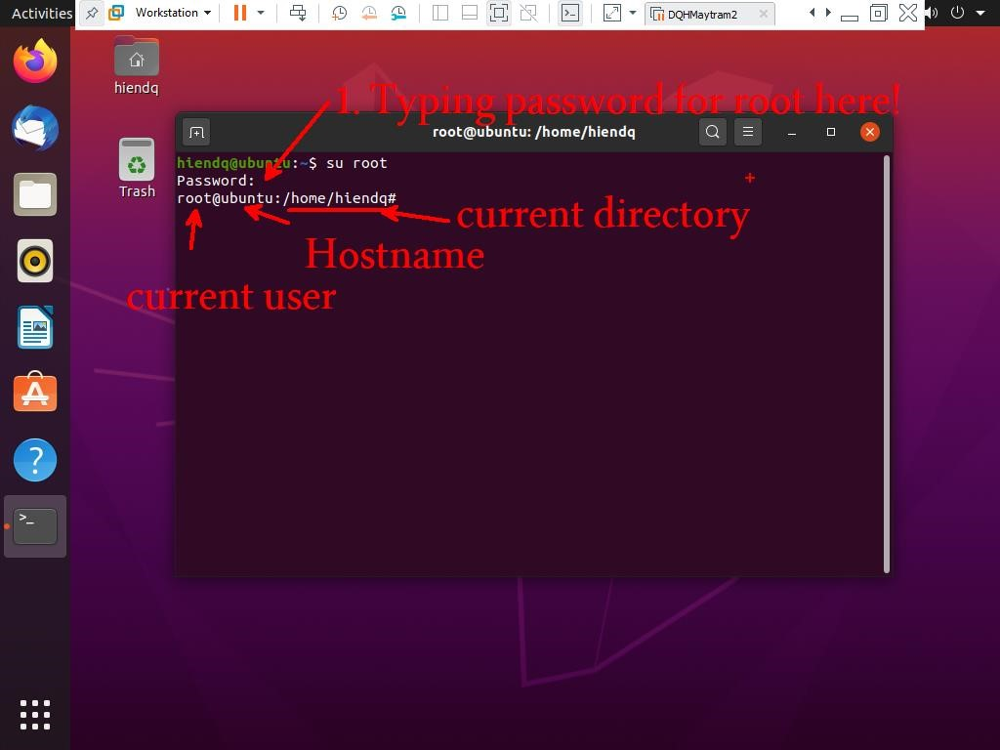 Activities
Workstation
DQHMaytram2
hiendq
1. Typing password for root here!
root@ubuntu: /home/hiendq
hiendq@ubuntu:~$ su root
Trash
Password:
root@ubuntu:/home/hiendq#
current directory
Hostname
current user